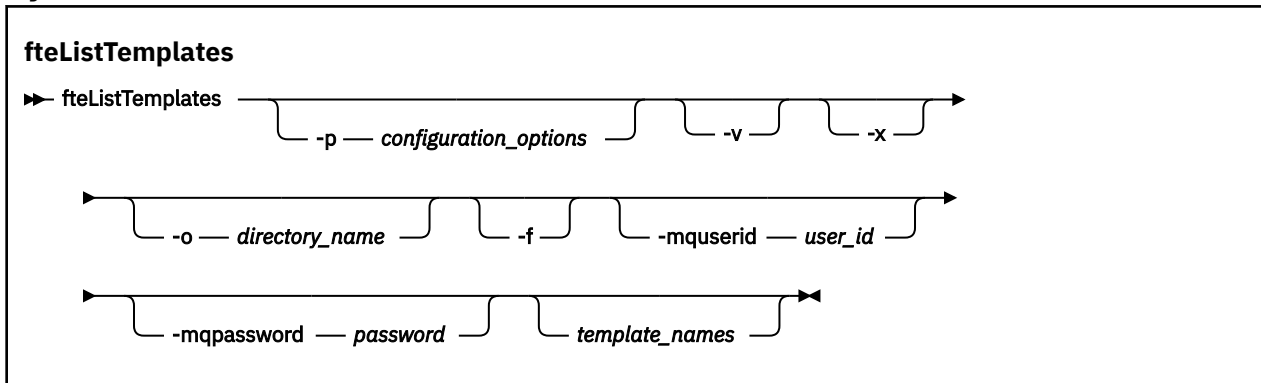 fteListTemplates
fteListTemplates -p configuration_options -v -x
-o directory_name -f -mquserid user_id
-mqpassword password template_names